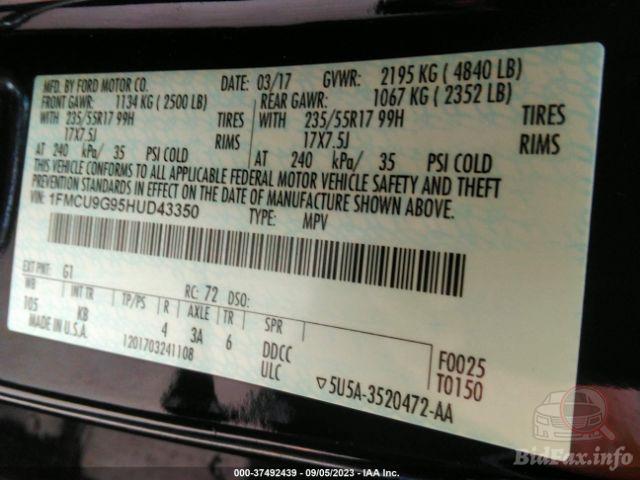 MFD. BY FORD MOTOR CO. DATE: 03/17 GVWR: 2195 KG ( 4840 LB)
FRONT GAWR: 1134 KG ( 2500 LB) REAR GAWR: 1067 KG ( 2352 LB)
WITH 235/55R17 99H TIRES WITH 235/55R17 99H TIRES
17X7.5J RIMS 17X7.5J RIMS
AT 240 kPa/ 35 PSI COLD AT 240 kPa/ 35 PSI COLD
THIS VEHICLE CONFORMS TO ALL APPLICABLE FEDERAL MOTOR VEHICLE SAFETY AND THEFT
PREVENTION STANDARDS IN EFFECT ON THE DATE OF MANUFACTURE SHOWN ABOVE.
VIN: 1FMCU9G95HUD43350
TYPE: MPV
EXT PNT: G1 RC: 72 DSO:
WB INT TR TP/PS R AXLE TR SPR
105 KB 4 3A 6 DDCC
MADE IN U.S.A. 1201703241108 ULC
F0025
T0150
▽5U5A-3520472-AA
BidFax.info
000-37492439 - 09/05/2023 - IAA Inc.